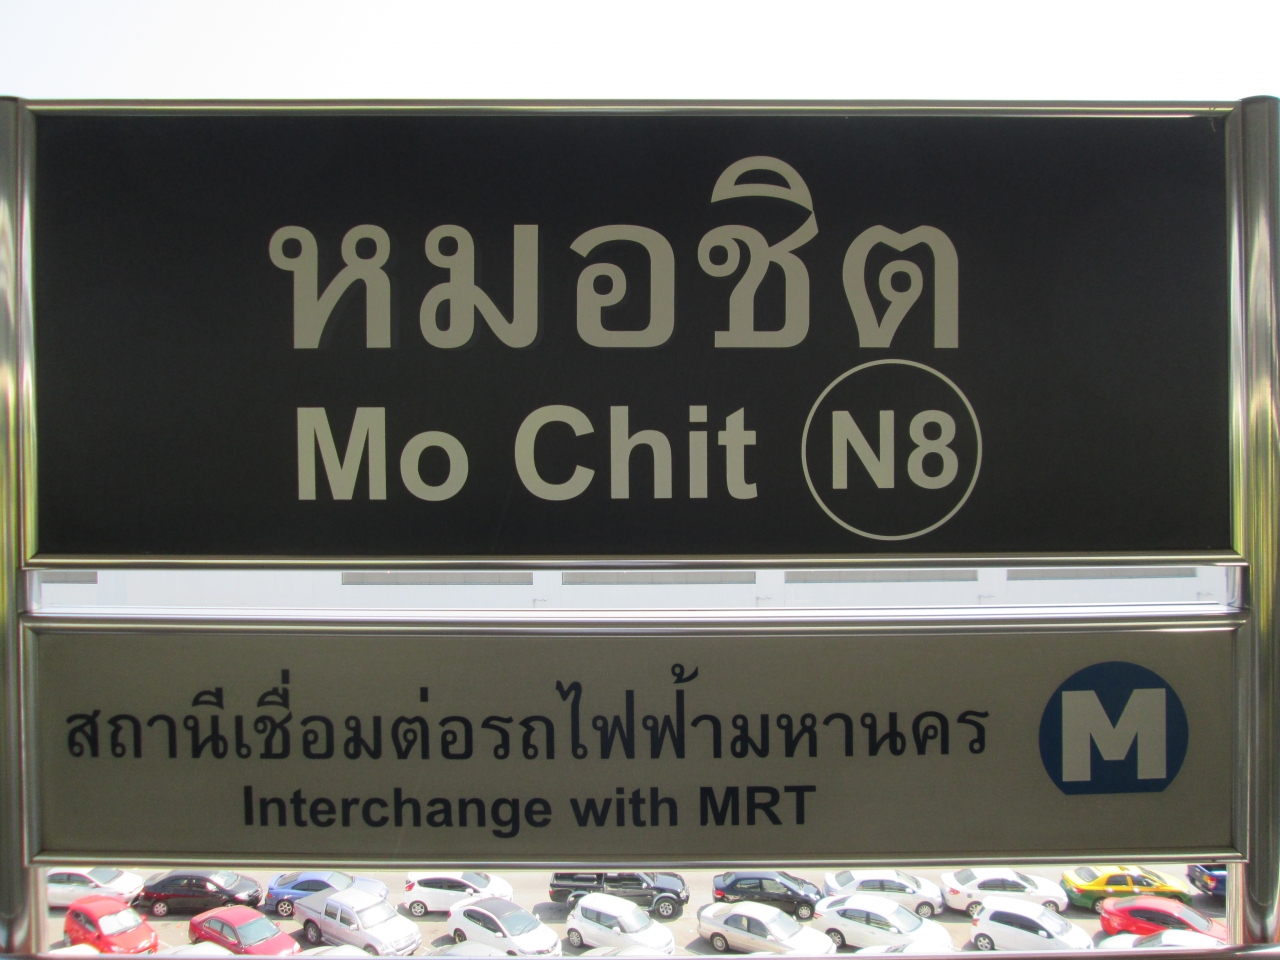 หมอชิต
Mo Chit N8
สถานีเชื่อมต่อรถไฟฟ้ามหานคร
Interchange with MRT
M